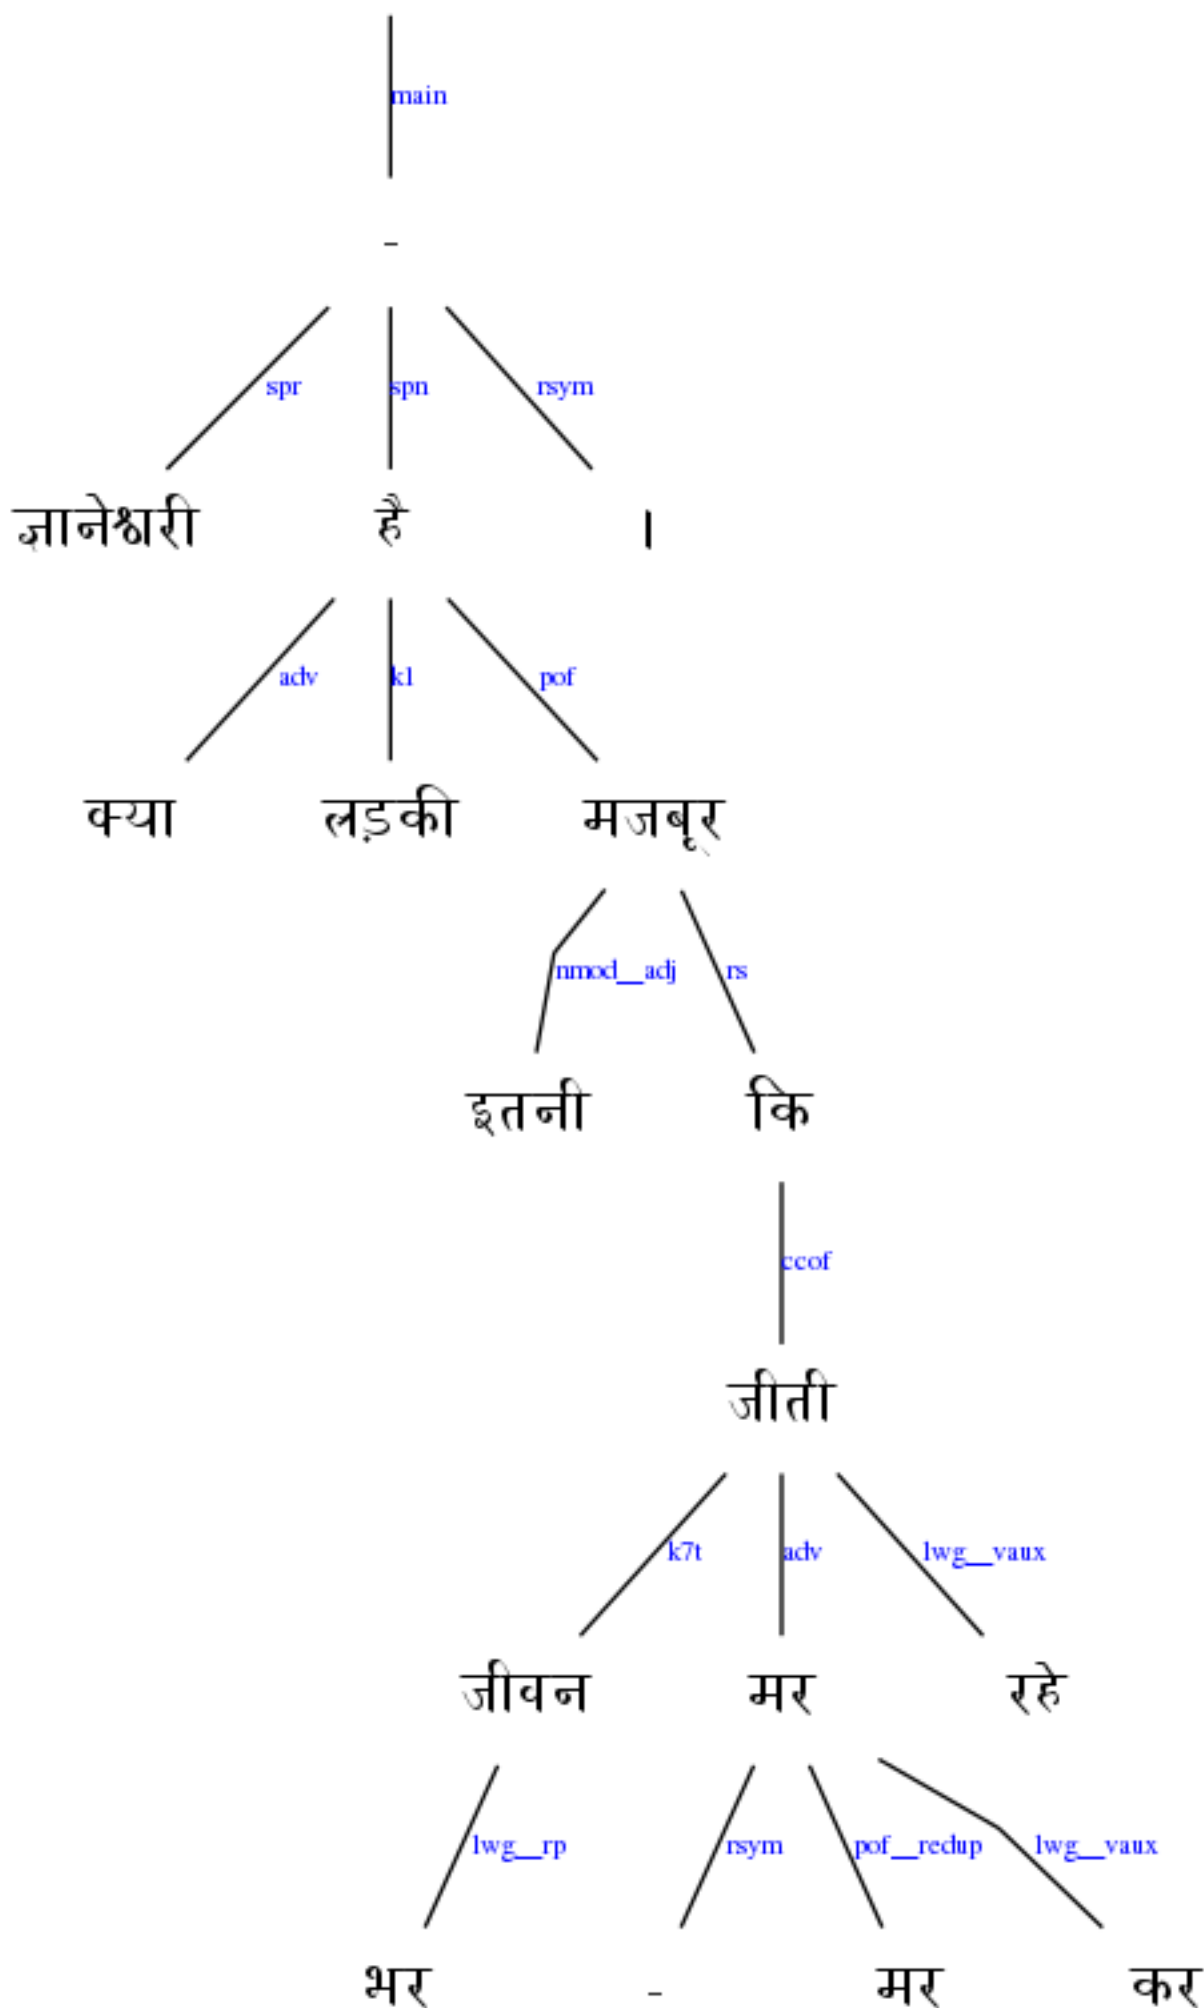 main
-
spr spn rsym
ज्ञानेश्वरी है ।
adv k1 pof
क्या लड़की मजबूर
nmod__adj rs
इतनी कि
ccof
जीती
k7t adv lwg__vaux
जीवन मर रहे
lwg__rp rsym pof__redup lwg__vaux
भर - मर कर